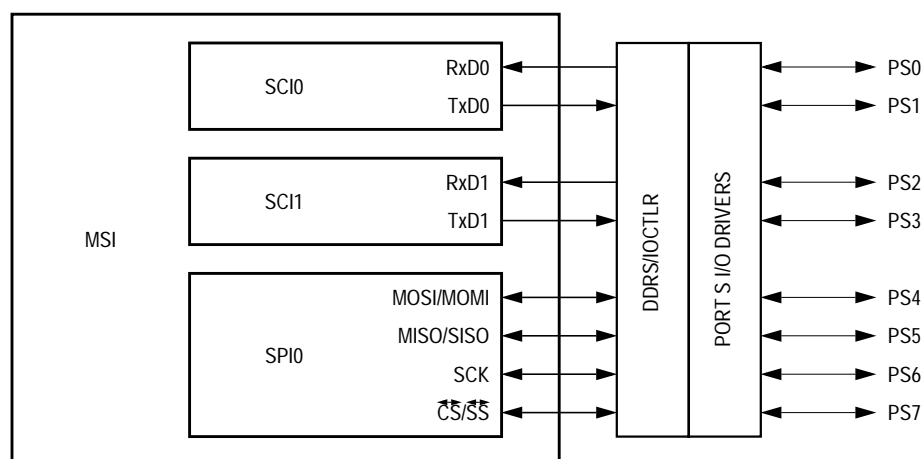 MSI
SCI0
RxD0
TxD0
SCI1
RxD1
TxD1
SPI0
MOSI/MOMI
MISO/SISO
SCK
CS/SS
DDRS/IOCTLR
PORT S I/O DRIVERS
PS0
PS1
PS2
PS3
PS4
PS5
PS6
PS7